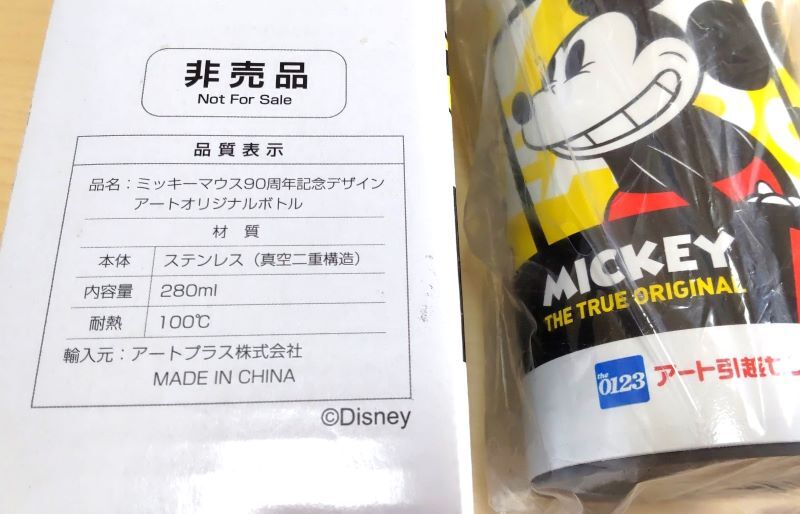 非売品
Not For Sale
品質表示
品名：ミッキーマウス90周年記念デザイン
アートオリジナルボトル
材質
本体 ステンレス（真空二重構造）
内容量 280ml
耐熱 100℃
輸入元：アートプラス株式会社
MADE IN CHINA
©Disney
MICKEY
THE TRUE ORIGINAL
the 0123 アート引越セン